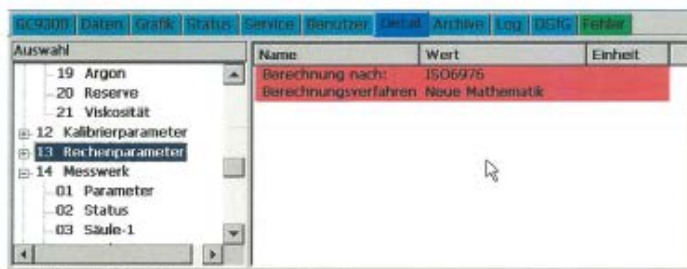 GC9300 Daten Grafik Status Service Benutzer Detail Archive Log DSfG Fehler
Auswahl
19 Argon
20 Reserve
21 Viskosität
12 Kalibrierparameter
13 Rechenparameter
14 Messwerk
01 Parameter
02 Status
03 Säule-1
Name Wert Einheit
Berechnung nach: ISO6976
Berechnungsverfahren Neue Mathematik